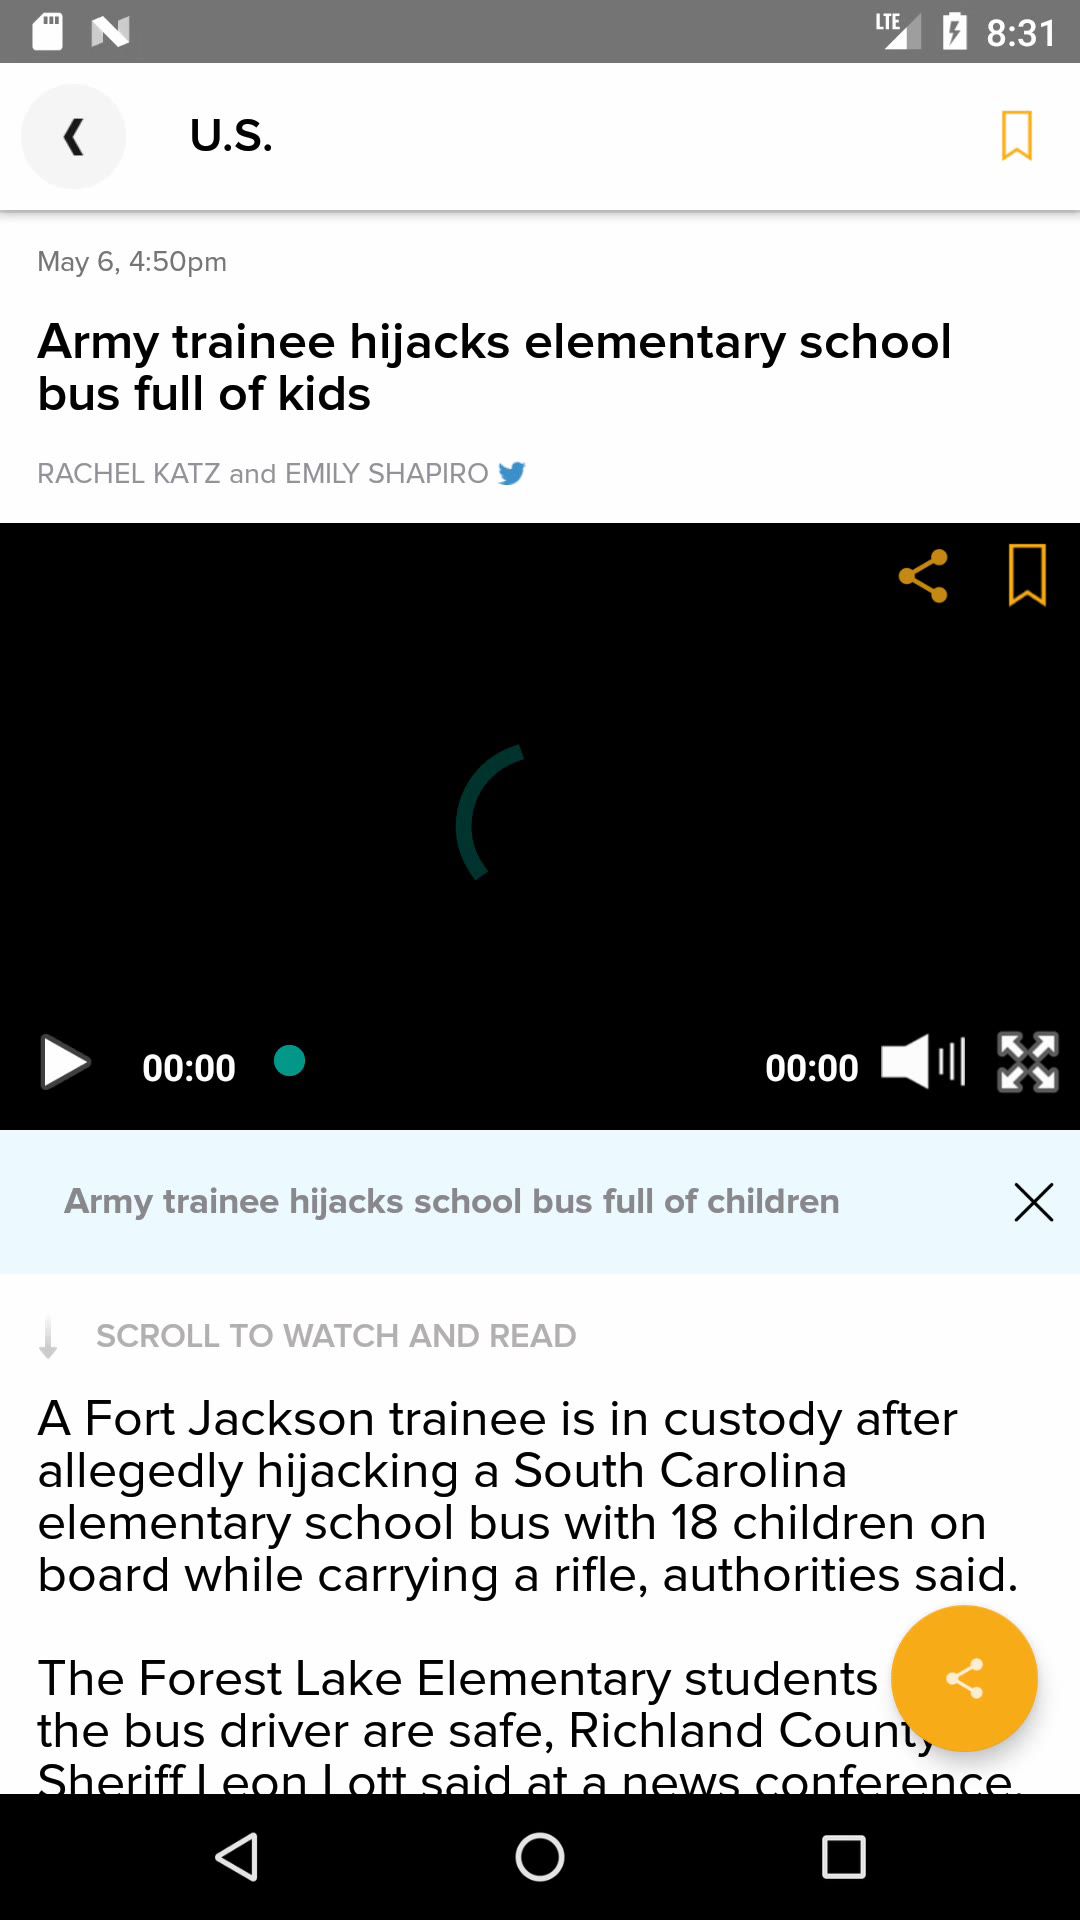 LTE 8:31
U.S.
May 6, 4:50pm
Army trainee hijacks elementary school
bus full of kids
RACHEL KATZ and EMILY SHAPIRO
00:00 00:00
Army trainee hijacks school bus full of children
SCROLL TO WATCH AND READ
A Fort Jackson trainee is in custody after
allegedly hijacking a South Carolina
elementary school bus with 18 children on
board while carrying a rifle, authorities said.
The Forest Lake Elementary students
the bus driver are safe, Richland County
Sheriff Leon Lott said at a news conference.